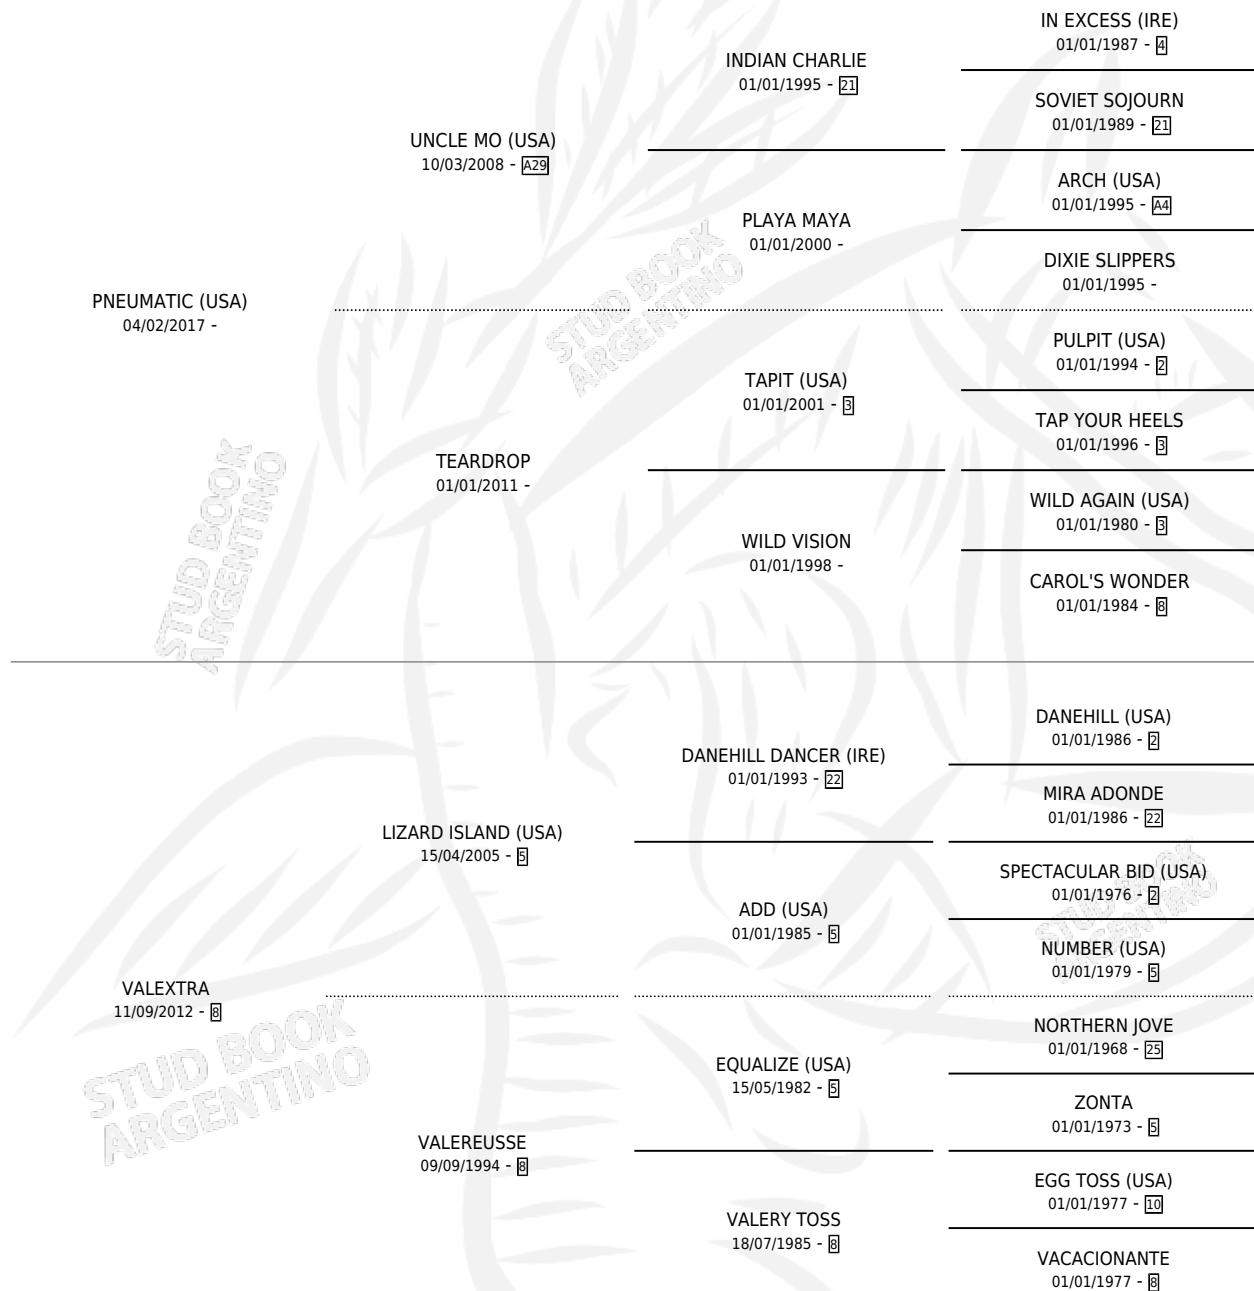 IN EXCESS (IRE)
01/01/1987 - 4
INDIAN CHARLIE
01/01/1995 - 21
SOVIET SOJOURN
01/01/1989 - 21
UNCLE MO (USA)
10/03/2008 - A29
ARCH (USA)
01/01/1995 - A4
PLAYA MAYA
01/01/2000 -
DIXIE SLIPPERS
01/01/1995 -
PNEUMATIC (USA)
04/02/2017 -
STUD BOOK
ARGENTINO
PULPIT (USA)
01/01/1994 - 2
TAPIT (USA)
01/01/2001 - 3
TAP YOUR HEELS
01/01/1996 - 3
TEARDROP
01/01/2011 -
WILD AGAIN (USA)
01/01/1980 - 3
WILD VISION
01/01/1998 -
CAROL'S WONDER
01/01/1984 - 8
STUD BOOK
ARGENTINO
DANEHILL (USA)
01/01/1986 - 2
DANEHILL DANCER (IRE)
01/01/1993 - 22
MIRA ADONDE
01/01/1986 - 22
LIZARD ISLAND (USA)
15/04/2005 - 5
SPECTACULAR BID (USA)
01/01/1976 - 2
ADD (USA)
01/01/1985 - 5
STUD BOOK
ARGENTINO
NUMBER (USA)
01/01/1979 - 5
VALEXTRA
11/09/2012 - 8
STUD BOOK
ARGENTINO
NORTHERN JOVE
01/01/1968 - 25
EQUALIZE (USA)
15/05/1982 - 5
ZONTA
01/01/1973 - 5
VALEREUSSE
09/09/1994 - 8
EGG TOSS (USA)
01/01/1977 - 10
VALERY TOSS
18/07/1985 - 8
VACACIONANTE
01/01/1977 - 8